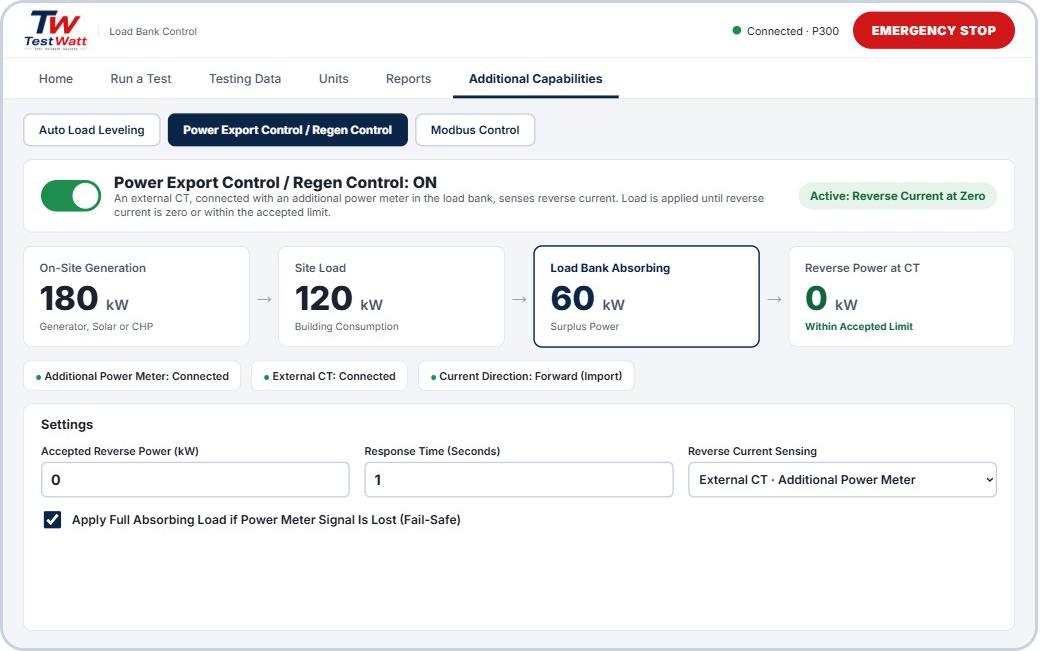 TW
TestWatt
Load Bank Control
Connected · P300
EMERGENCY STOP
Home
Run a Test
Testing Data
Units
Reports
Additional Capabilities
Auto Load Leveling
Power Export Control / Regen Control
Modbus Control
Power Export Control / Regen Control: ON
An external CT, connected with an additional power meter in the load bank, senses reverse current. Load is applied until reverse
current is zero or within the accepted limit.
Active: Reverse Current at Zero
On-Site Generation
180 kW
Generator, Solar or CHP
→
Site Load
120 kW
Building Consumption
→
Load Bank Absorbing
60 kW
Surplus Power
→
Reverse Power at CT
0 kW
Within Accepted Limit
Additional Power Meter: Connected
External CT: Connected
Current Direction: Forward (Import)
Settings
Accepted Reverse Power (kW)
0
Response Time (Seconds)
1
Reverse Current Sensing
External CT · Additional Power Meter
Apply Full Absorbing Load if Power Meter Signal Is Lost (Fail-Safe)